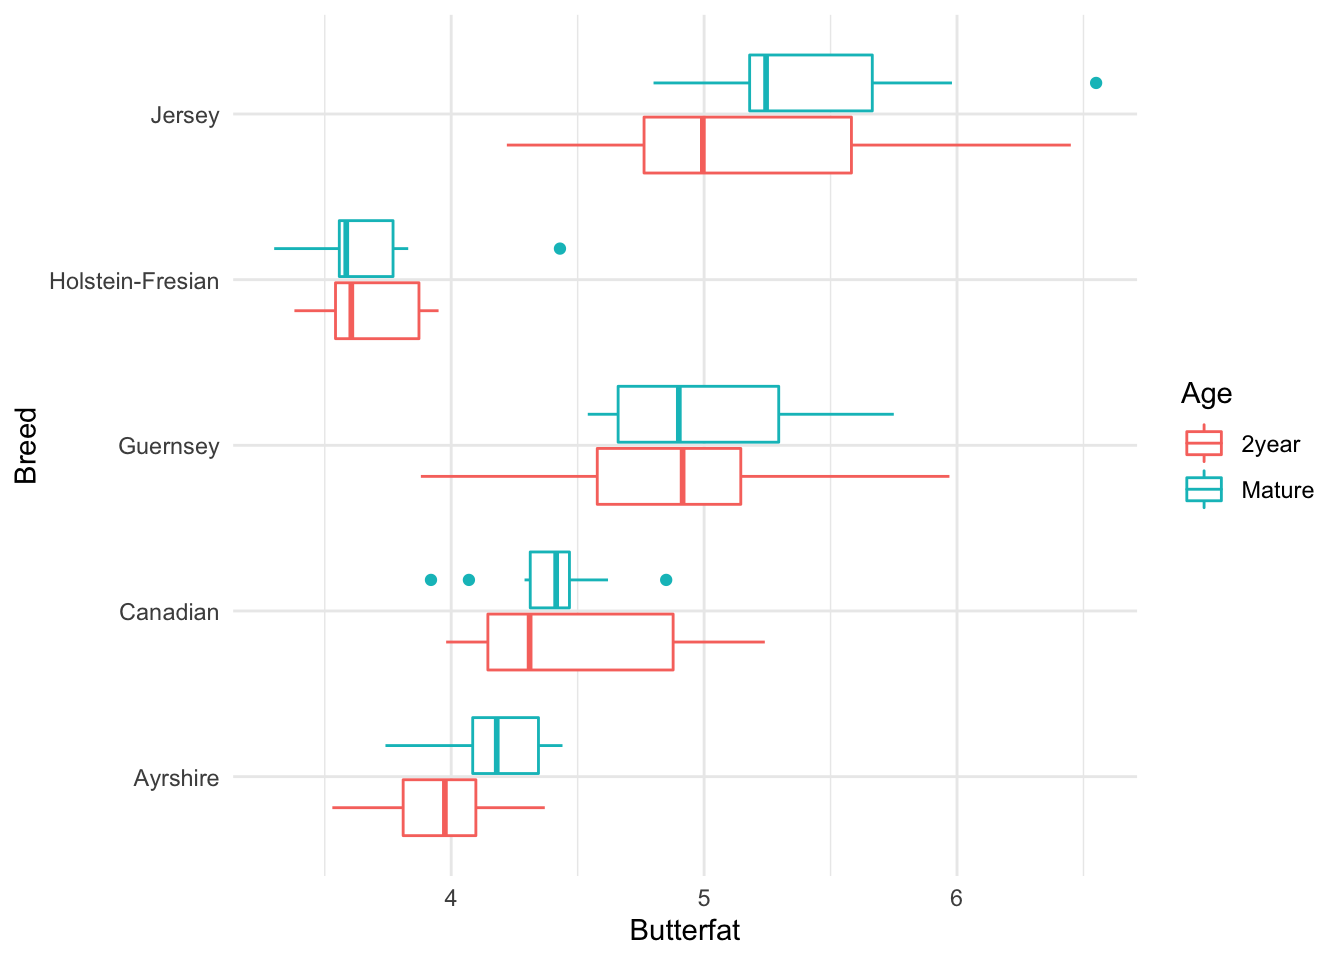 Jersey
Holstein-Fresian
Guernsey
Canadian
Ayrshire
Breed
4 5 6
Butterfat
Age
2year
Mature